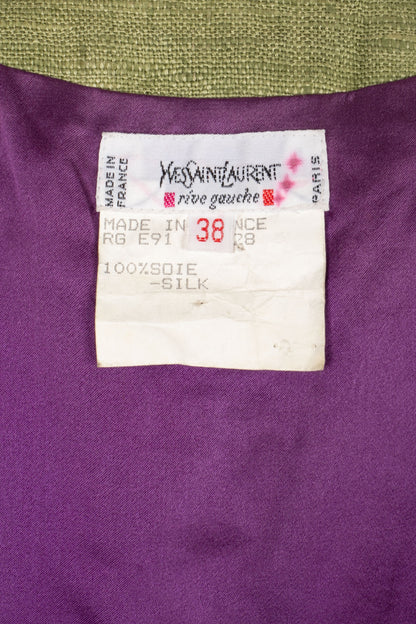 MADE IN
FRANCE
YVESSAINTLAURENT
rive gauche
PARIS
MADE IN NCE
RG E91 38 28
100%SOIE
-SILK